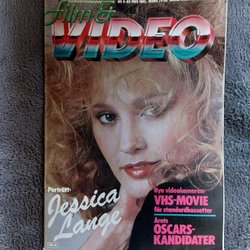 Film &
VIDEO
Porträtt:
Jessica
Lange
Nya videokameran:
VHS-MOVIE
för standardkassetter
Årets
OSCARS-
KANDIDATER